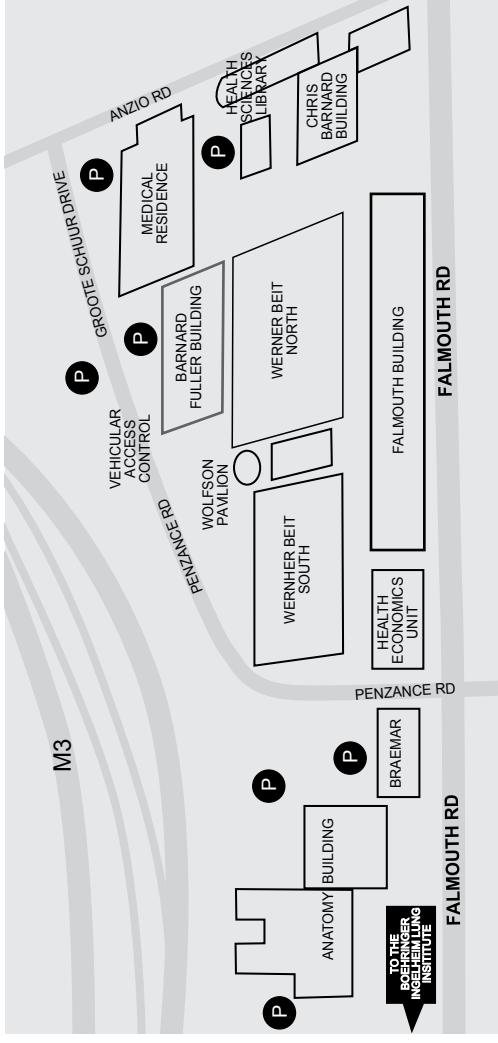 ANZIO RD
HEALTH
SCIENCES
LIBRARY
CHRIS
BARNARD
BUILDING
P
P
MEDICAL
RESIDENCE
GROOTE SCHUUR DRIVE
P
P
BARNARD
FULLER BUILDING
WERNER BEIT
NORTH
FALMOUTH BUILDING
FALMOUTH RD
VEHICULAR
ACCESS
CONTROL
WOLFSON
PAVILION
PENZANCE RD
WERNHER BEIT
SOUTH
HEALTH
ECONOMICS
UNIT
PENZANCE RD
M3
P
P
BRAEMAR
ANATOMY BUILDING
FALMOUTH RD
P
TO THE
BOEHRINGER
INGELHEIM LUNG
INSITITUTE